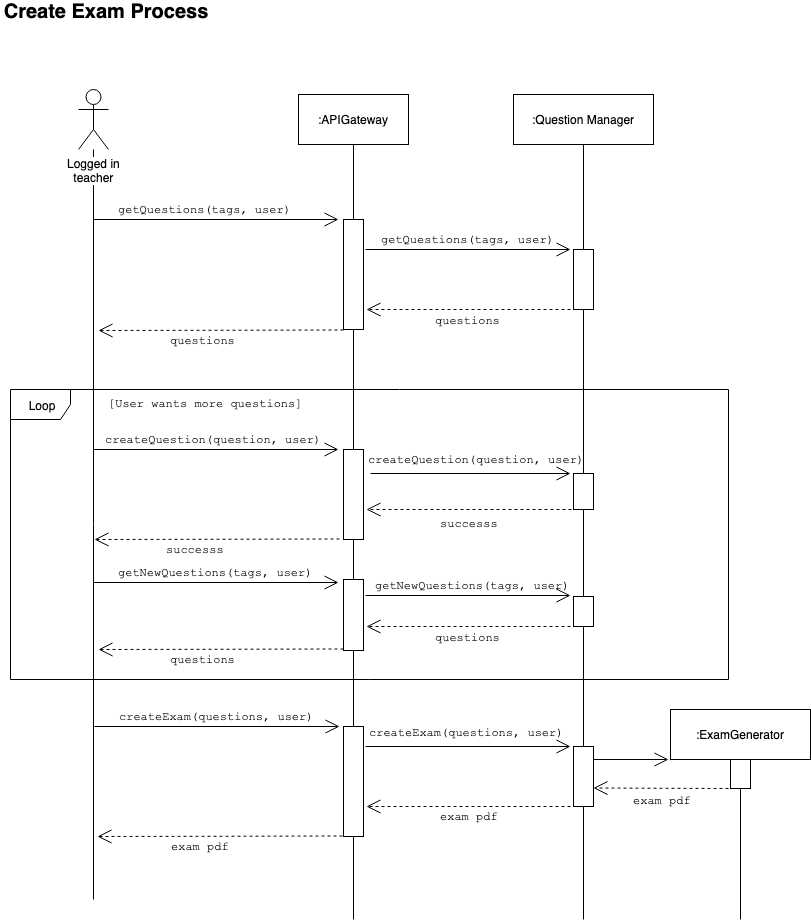 Create Exam Process
:APIGateway
:Question Manager
Logged in
teacher
getQuestions(tags, user)
getQuestions(tags, user)
questions
questions
Loop
[User wants more questions]
createQuestion(question, user)
createQuestion(question, user)
successs
successs
getNewQuestions(tags, user)
getNewQuestions(tags, user)
questions
questions
createExam(questions, user)
createExam(questions, user)
:ExamGenerator
exam pdf
exam pdf
exam pdf